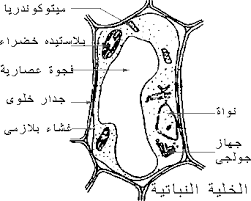 ميتوكوندريا
بلاستيده خضراء
فجوة عصارية
جدار خلوى
غشاء بلازمى
نواة
جهاز
جولجى
الخلية النباتية